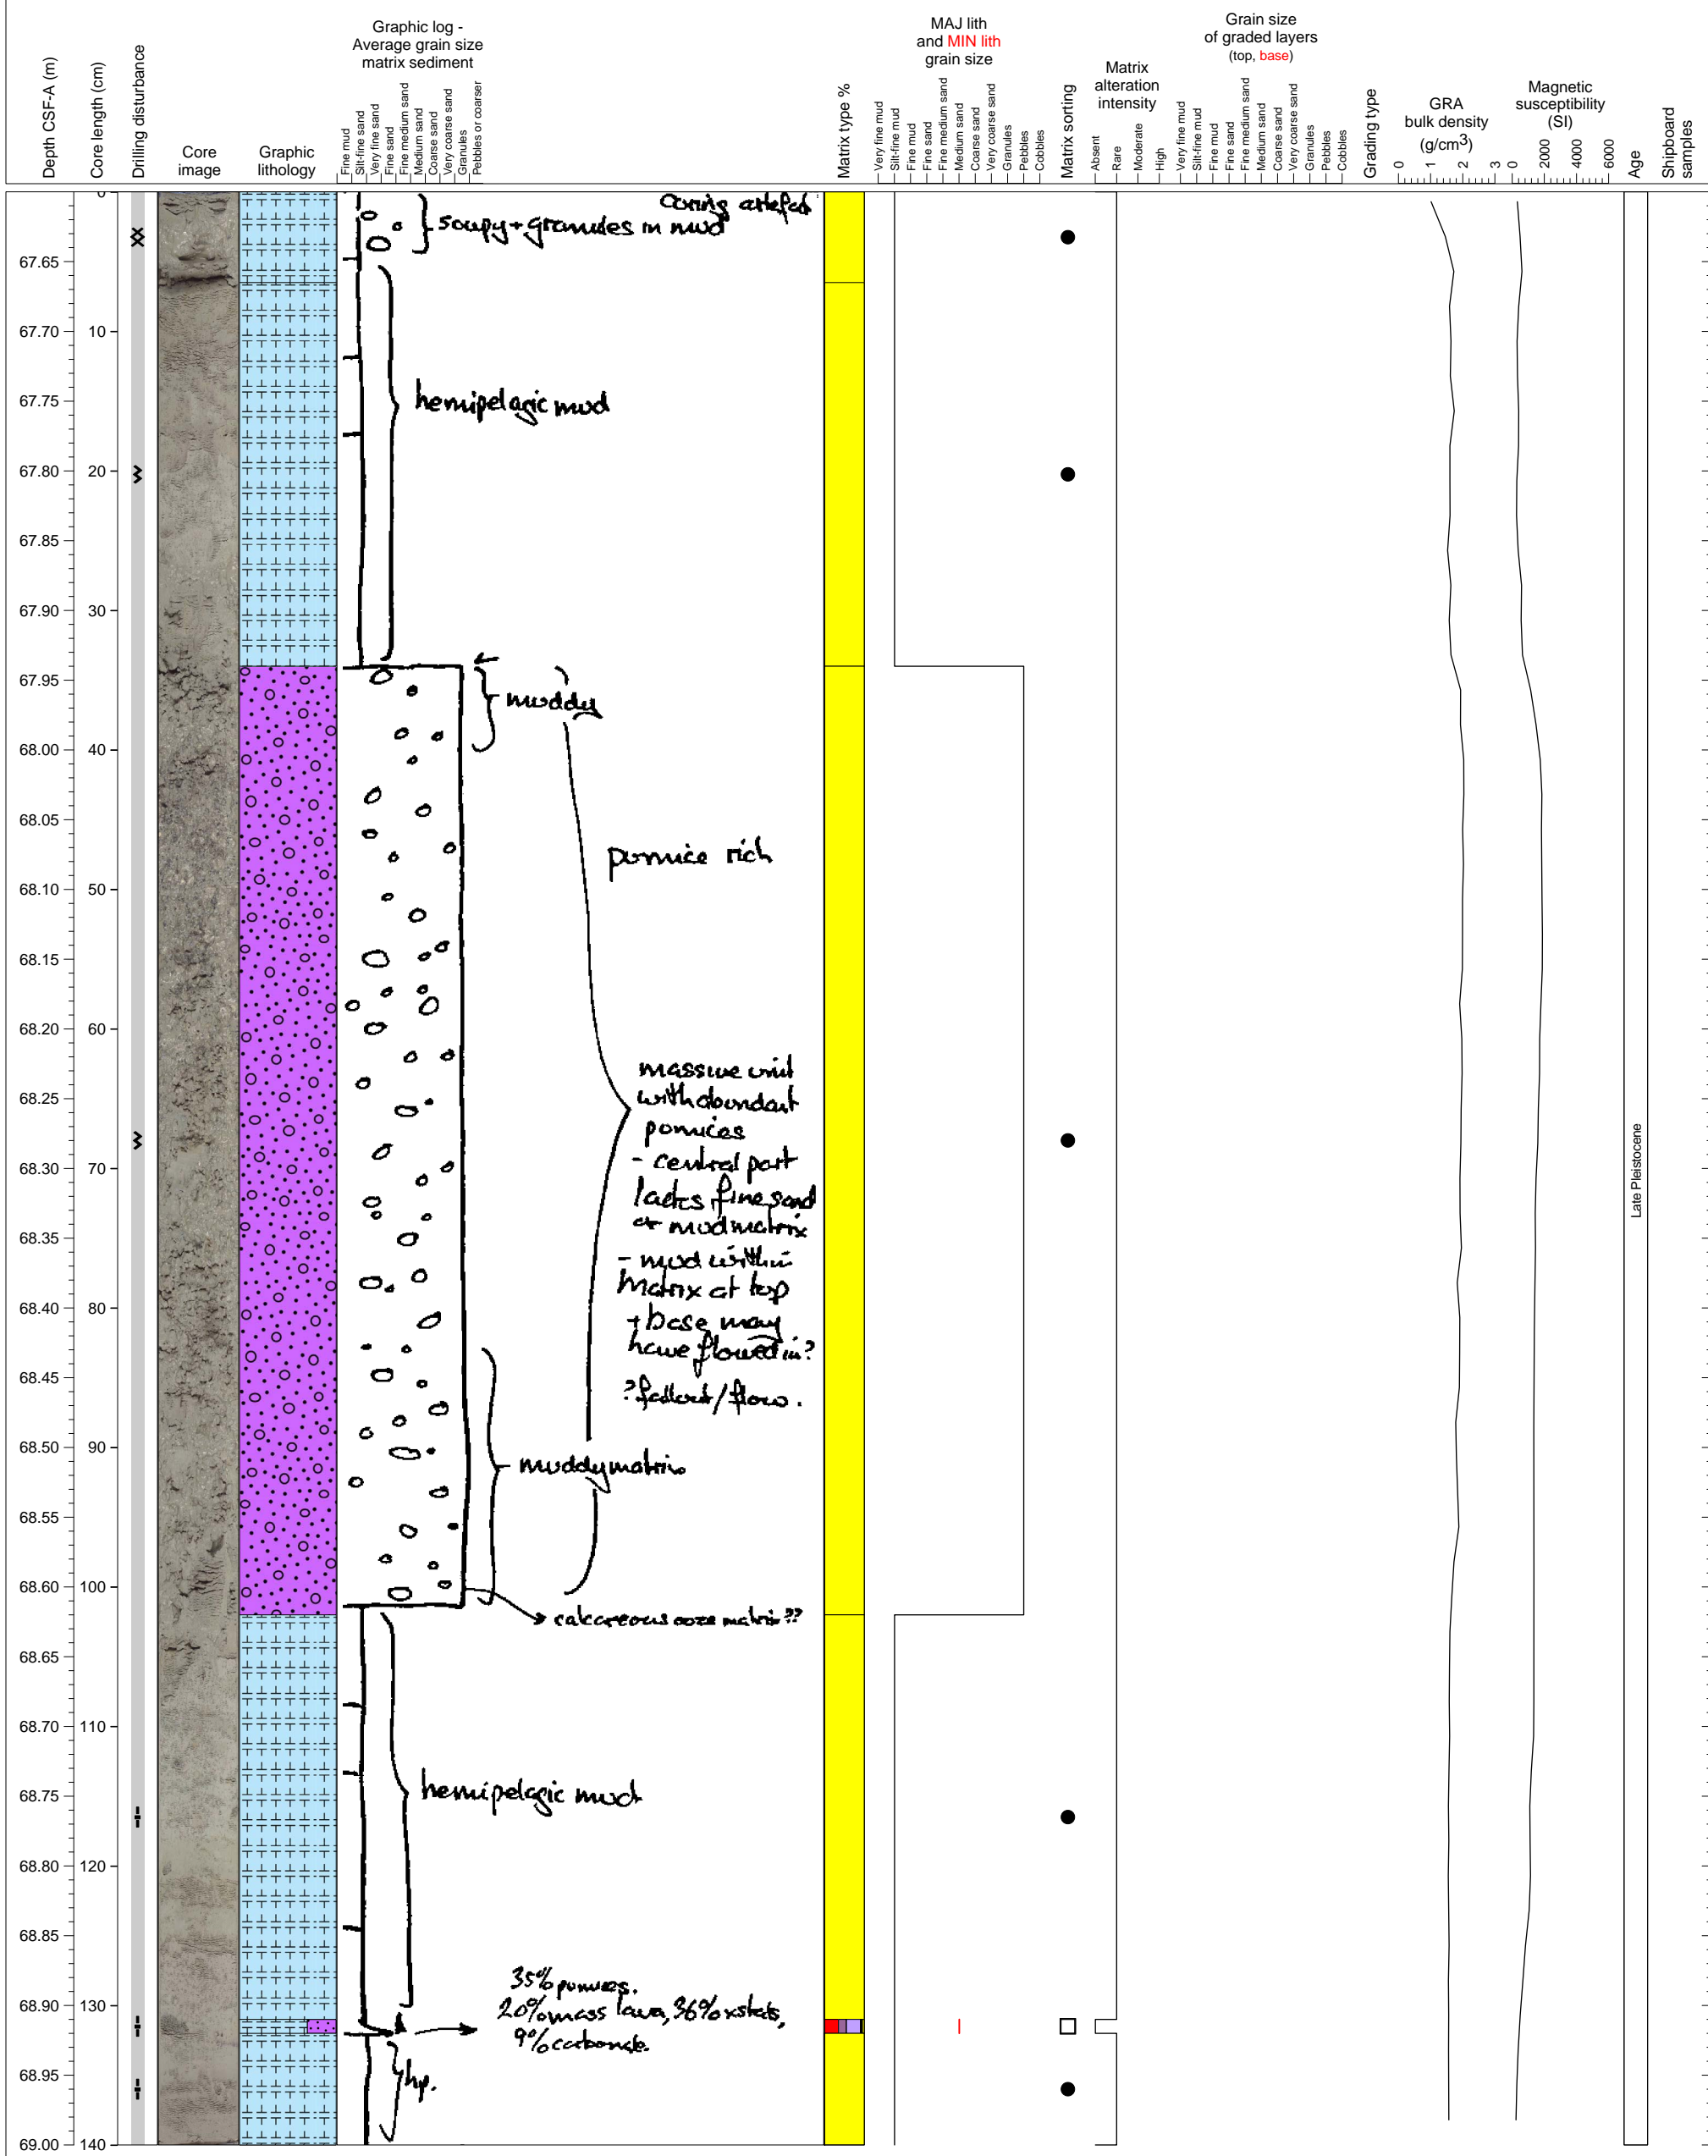 Depth CSF-A (m)
Core length (cm)
Drilling disturbance
Core
image
Graphic
lithology
Graphic log -
Average grain size
matrix sediment
Fine mud
Silt-fine sand
Very fine sand
Fine sand
Fine medium sand
Medium sand
Coarse sand
Very coarse sand
Granules
Pebbles or coarser
Matrix type %
MAJ lith
and MIN lith
grain size
Very fine mud
Silt-fine mud
Fine mud
Fine sand
Fine medium sand
Medium sand
Coarse sand
Very coarse sand
Granules
Pebbles
Cobbles
Matrix sorting
Matrix
alteration
intensity
Absent
Rare
Moderate
High
Grain size
of graded layers
(top, base)
Very fine mud
Silt-fine mud
Fine mud
Fine sand
Fine medium sand
Medium sand
Coarse sand
Very coarse sand
Granules
Pebbles
Cobbles
Grading type
GRA
bulk density
(g/cm3)
0 1 2 3
Magnetic
susceptibility
(SI)
0 2000 4000 6000
Age
Shipboard
samples
0
67.65
67.70 10
67.75
67.80 20
67.85
67.90 30
67.95
68.00 40
68.05
68.10 50
68.15
68.20 60
68.25
68.30 70
68.35
68.40 80
68.45
68.50 90
68.55
68.60 100
68.65
68.70 110
68.75
68.80 120
68.85
68.90 130
68.95
69.00 140
Coring artefact
soupy + granules in mud
hemipelagic mud
muddy
pumice rich
massive unit
with abundant
pumices
- central part
lacks fine sand
or mud matrix
- mud within
matrix at top
+ base may
have flowed in?
?fallout/flow.
muddy matrix
calcareous ooze matrix??
hemipelagic mud
35% pumices.
20% mass lava, 36% xstals,
9% carbonate.
hp.
Late Pleistocene